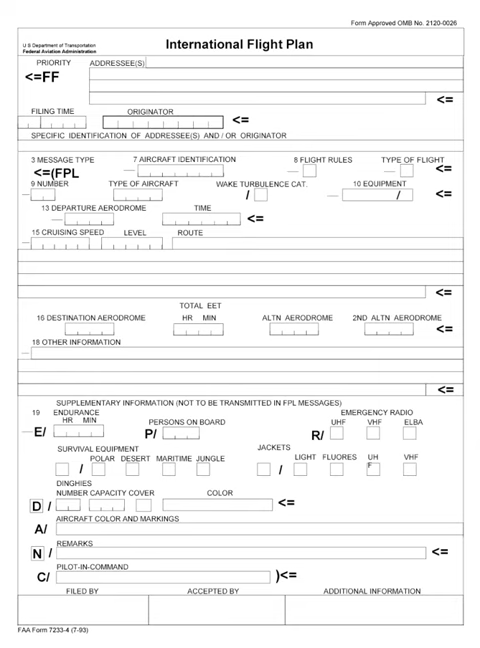 Form Approved OMB No. 2120-0026
U S Department of Transportation
Federal Aviation Administration
International Flight Plan
PRIORITY ADDRESSEE(S)
<=FF
<=
FILING TIME ORIGINATOR
<=
SPECIFIC IDENTIFICATION OF ADDRESSEE(S) AND / OR ORIGINATOR
3 MESSAGE TYPE 7 AIRCRAFT IDENTIFICATION 8 FLIGHT RULES TYPE OF FLIGHT
<=(FPL <=
9 NUMBER TYPE OF AIRCRAFT WAKE TURBULENCE CAT. 10 EQUIPMENT
/ / <=
13 DEPARTURE AERODROME TIME
<=
15 CRUISING SPEED LEVEL ROUTE
<=
TOTAL EET
16 DESTINATION AERODROME HR MIN ALTN AERODROME 2ND ALTN AERODROME
<=
18 OTHER INFORMATION
<=
SUPPLEMENTARY INFORMATION (NOT TO BE TRANSMITTED IN FPL MESSAGES)
19 ENDURANCE EMERGENCY RADIO
HR MIN PERSONS ON BOARD UHF VHF ELBA
E/ P/ R/
SURVIVAL EQUIPMENT JACKETS
POLAR DESERT MARITIME JUNGLE LIGHT FLUORES UH F VHF
/ /
DINGHIES
NUMBER CAPACITY COVER COLOR
D / <=
AIRCRAFT COLOR AND MARKINGS
A/
REMARKS
N / <=
PILOT-IN-COMMAND
C/ )<=
FILED BY ACCEPTED BY ADDITIONAL INFORMATION
FAA Form 7233-4 (7-93)